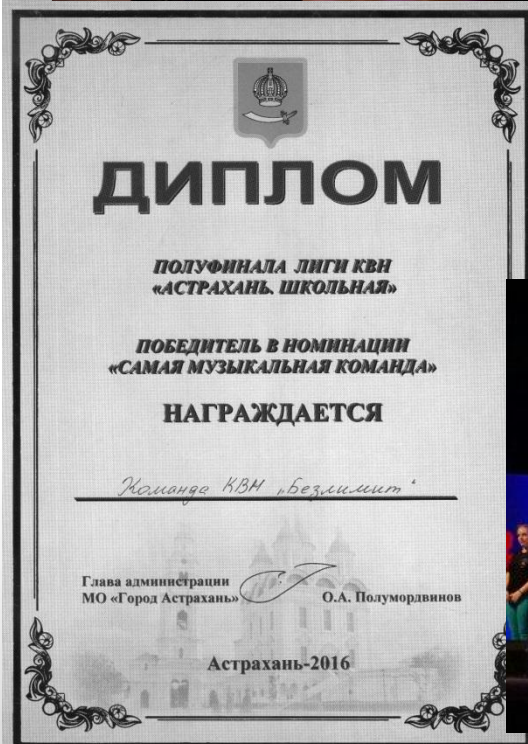 ДИПЛОМ
ПОЛУФИНАЛА ЛИГИ КВН
«АСТРАХАНЬ. ШКОЛЬНАЯ»
ПОБЕДИТЕЛЬ В НОМИНАЦИИ
«САМАЯ МУЗЫКАЛЬНАЯ КОМАНДА»
НАГРАЖДАЕТСЯ
Команда КВН „Безлимит“
Глава администрации
МО «Город Астрахань» О.А. Полумордвинов
Астрахань-2016